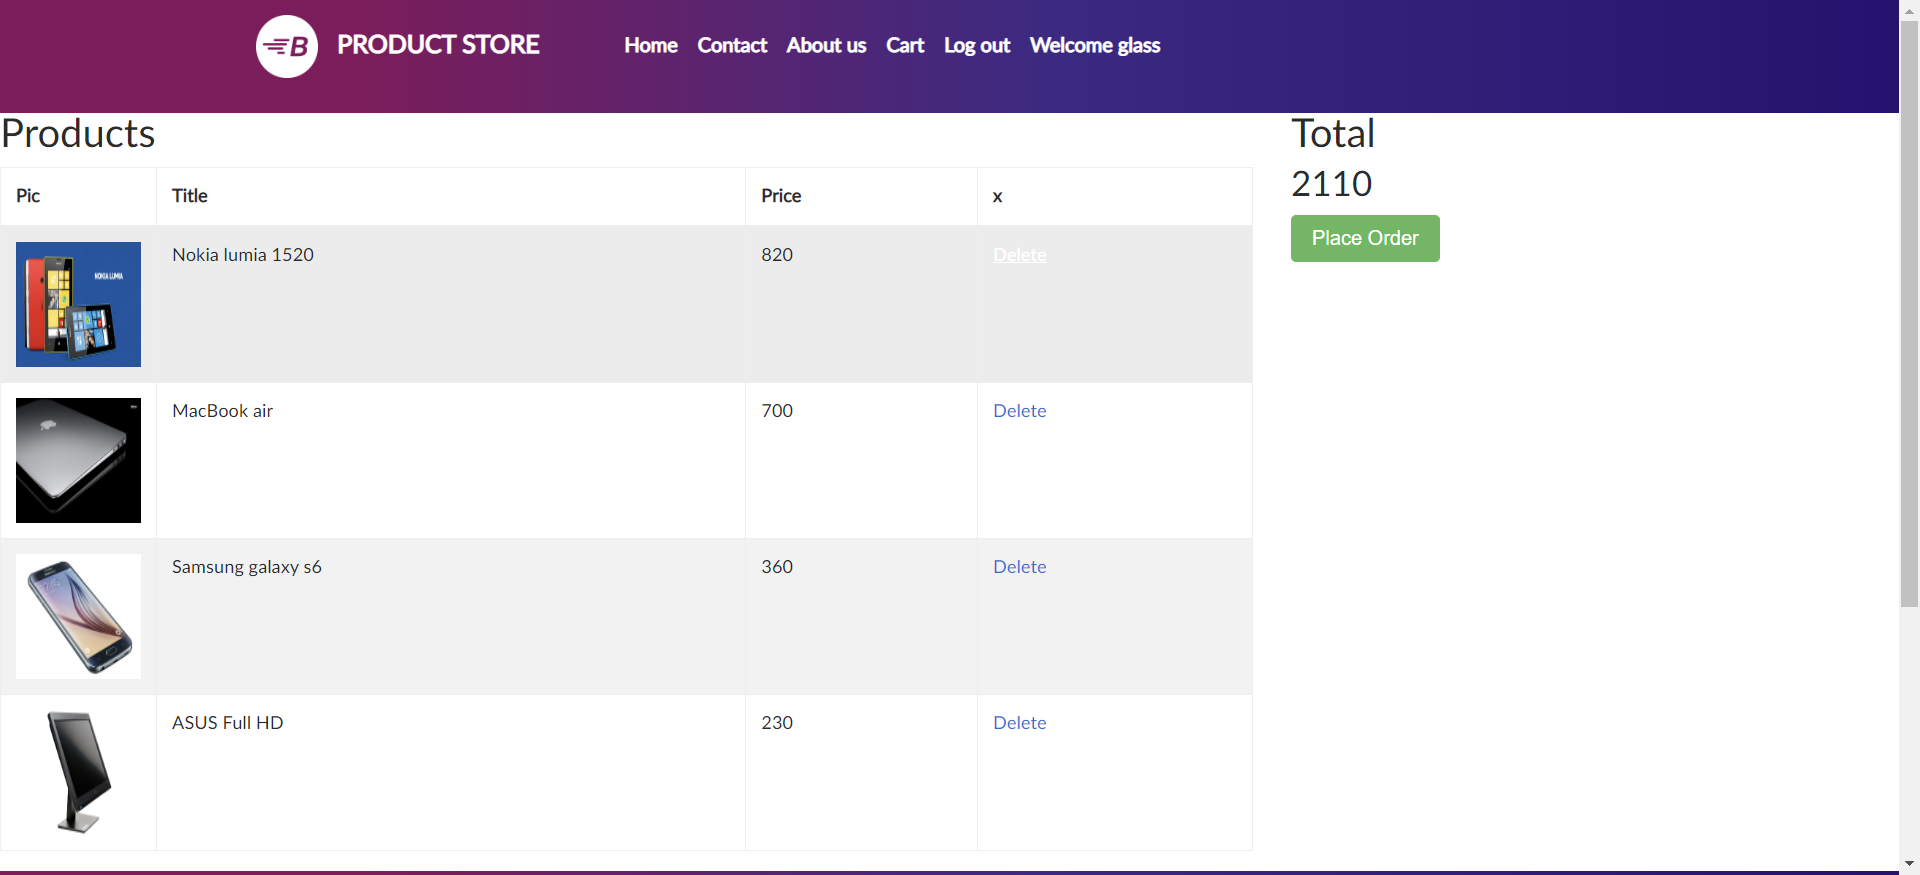 B PRODUCT STORE Home Contact About us Cart Log out Welcome glass
Products
Total
2110
Place Order
Pic Title Price x
NOKIA LUMIA
Nokia lumia 1520 820 Delete
MacBook air 700 Delete
Samsung galaxy s6 360 Delete
ASUS Full HD 230 Delete